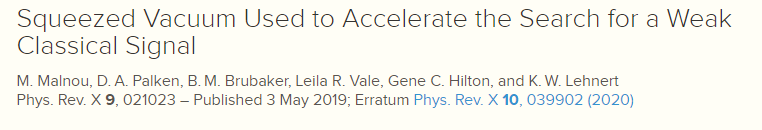 Squeezed Vacuum Used to Accelerate the Search for a Weak
Classical Signal
M. Malnou, D. A. Palken, B. M. Brubaker, Leila R. Vale, Gene C. Hilton, and K. W. Lehnert
Phys. Rev. X 9, 021023 – Published 3 May 2019; Erratum Phys. Rev. X 10, 039902 (2020)